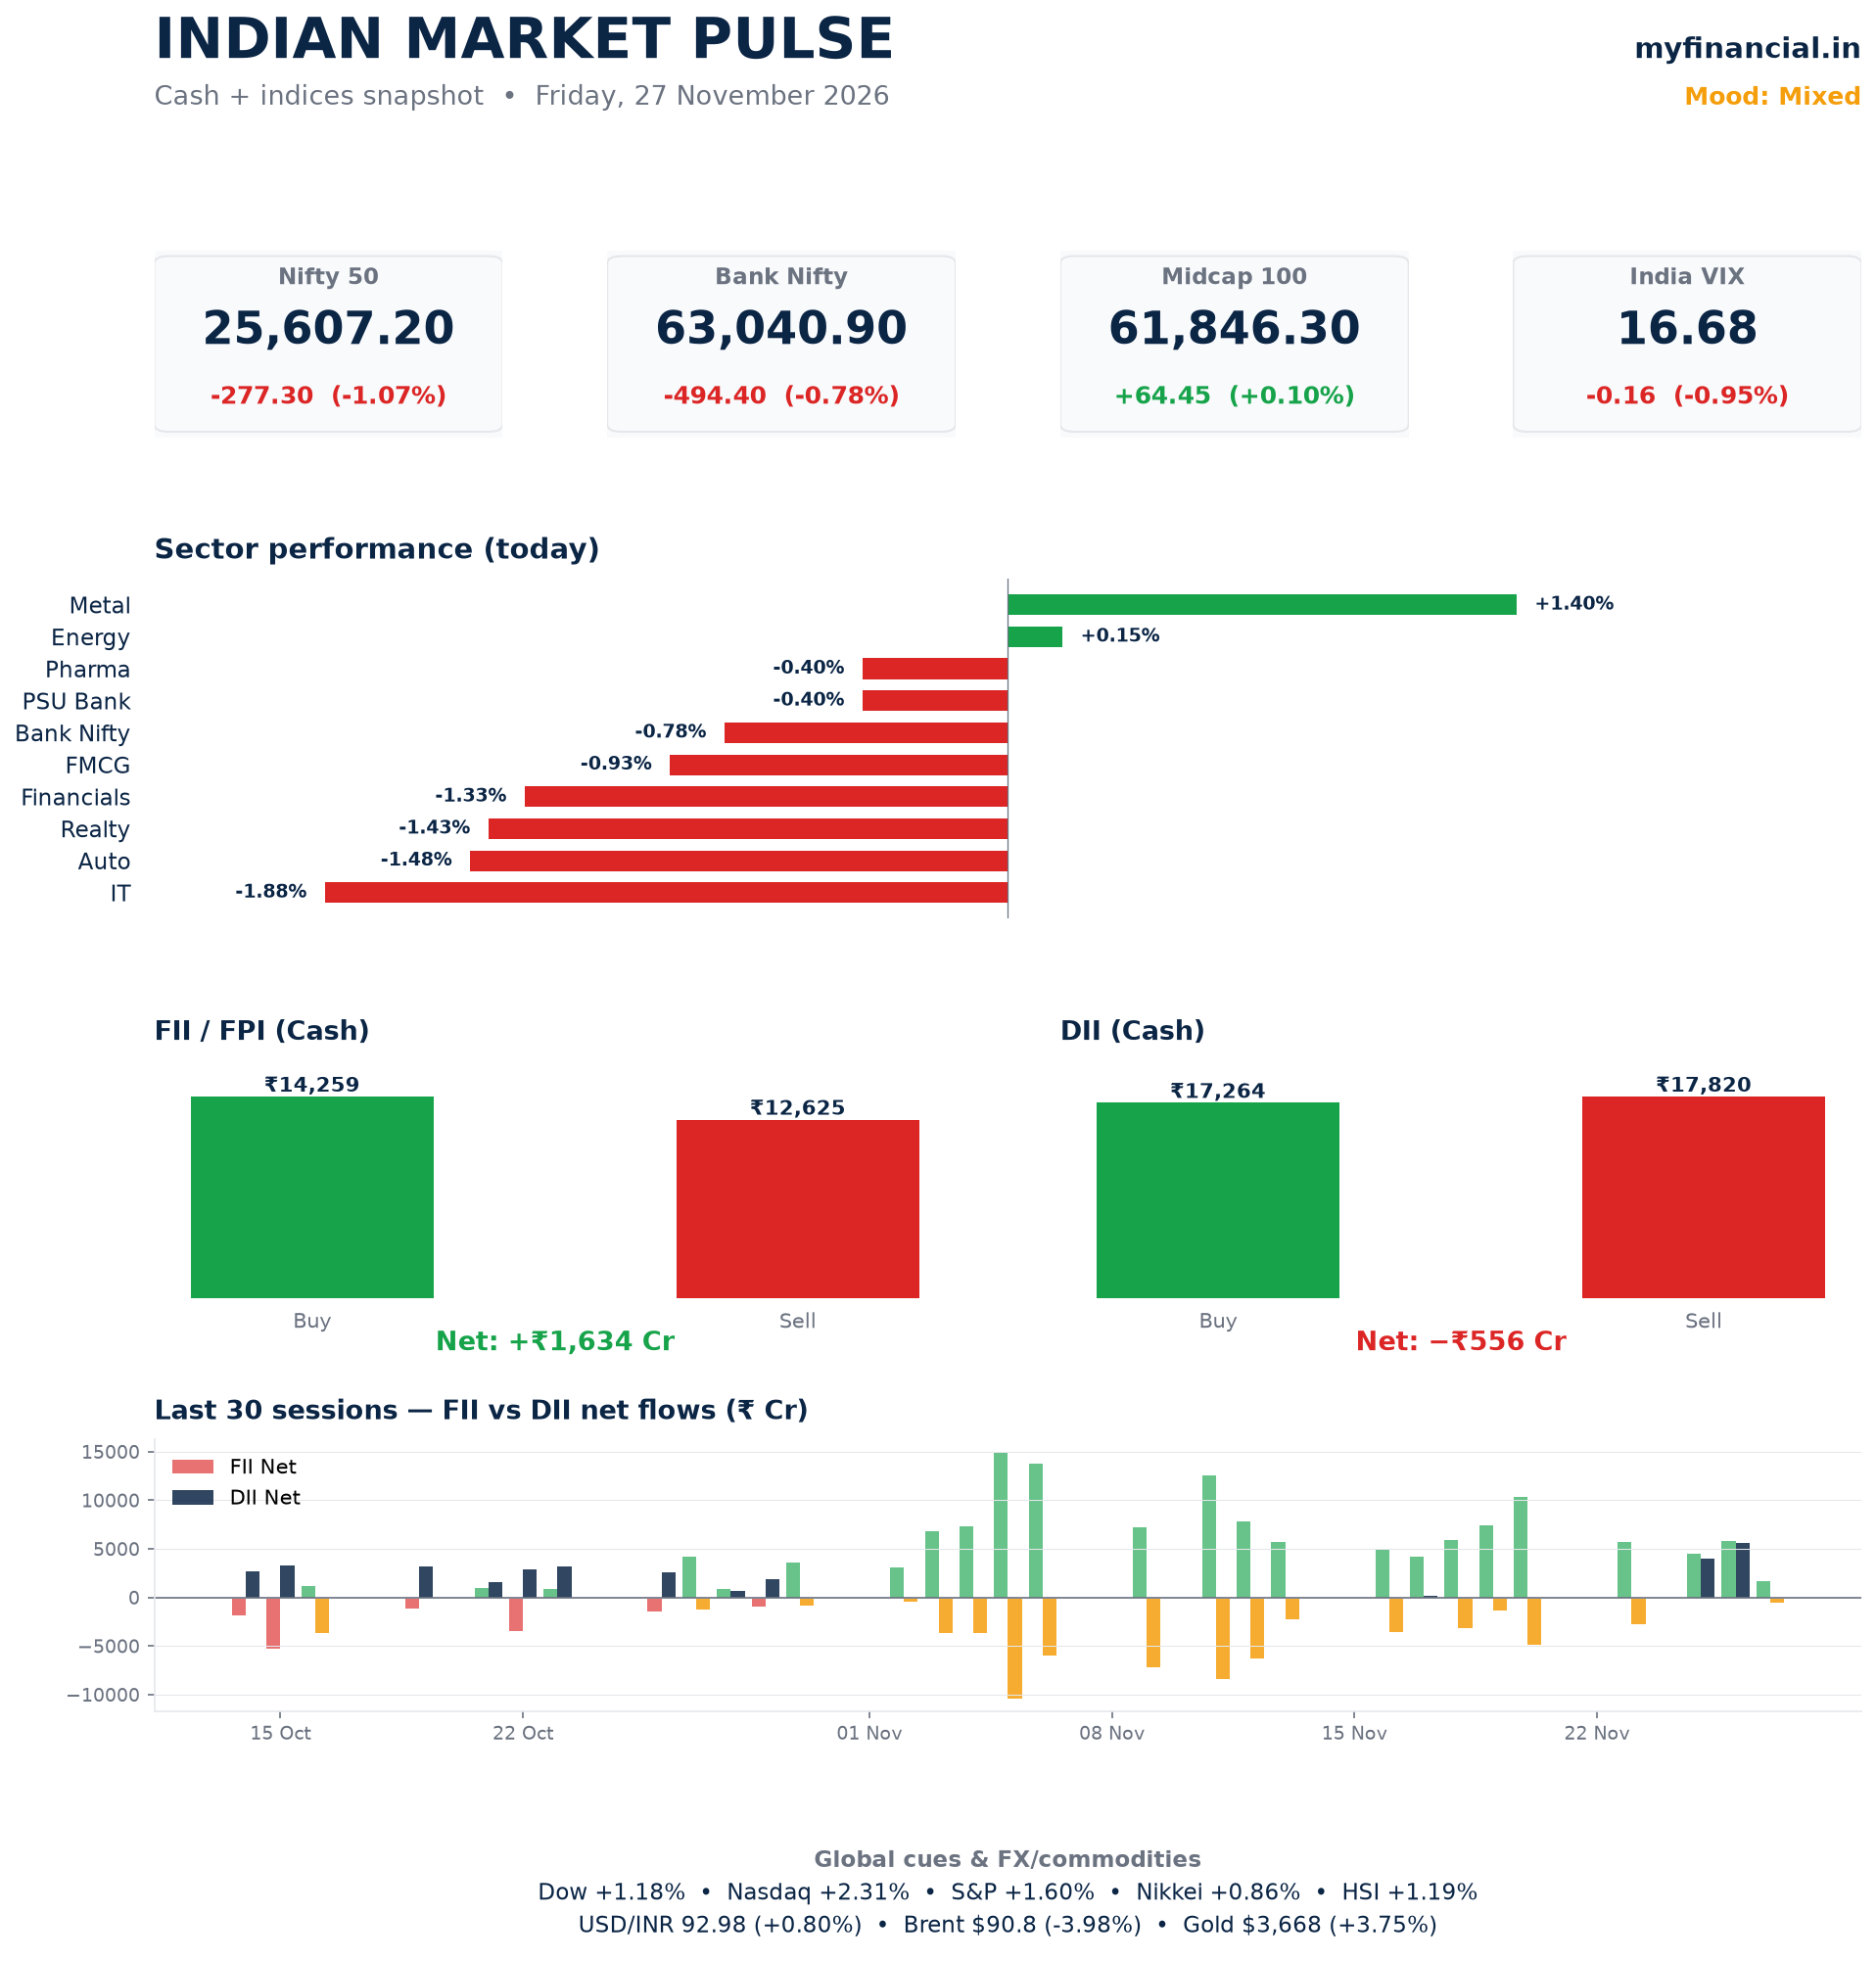 INDIAN MARKET PULSE
myfinancial.in
Cash + indices snapshot • Friday, 27 November 2026
Mood: Mixed
Nifty 50
25,607.20
-277.30 (-1.07%)
Bank Nifty
63,040.90
-494.40 (-0.78%)
Midcap 100
61,846.30
+64.45 (+0.10%)
India VIX
16.68
-0.16 (-0.95%)
Sector performance (today)
Metal +1.40%
Energy +0.15%
Pharma -0.40%
PSU Bank -0.40%
Bank Nifty -0.78%
FMCG -0.93%
Financials -1.33%
Realty -1.43%
Auto -1.48%
IT -1.88%
FII / FPI (Cash)
₹14,259
₹12,625
Buy
Sell
Net: +₹1,634 Cr
DII (Cash)
₹17,264
₹17,820
Buy
Sell
Net: −₹556 Cr
Last 30 sessions — FII vs DII net flows (₹ Cr)
FII Net
DII Net
15000
10000
5000
0
−5000
−10000
15 Oct
22 Oct
01 Nov
08 Nov
15 Nov
22 Nov
Global cues & FX/commodities
Dow +1.18% • Nasdaq +2.31% • S&P +1.60% • Nikkei +0.86% • HSI +1.19%
USD/INR 92.98 (+0.80%) • Brent $90.8 (-3.98%) • Gold $3,668 (+3.75%)